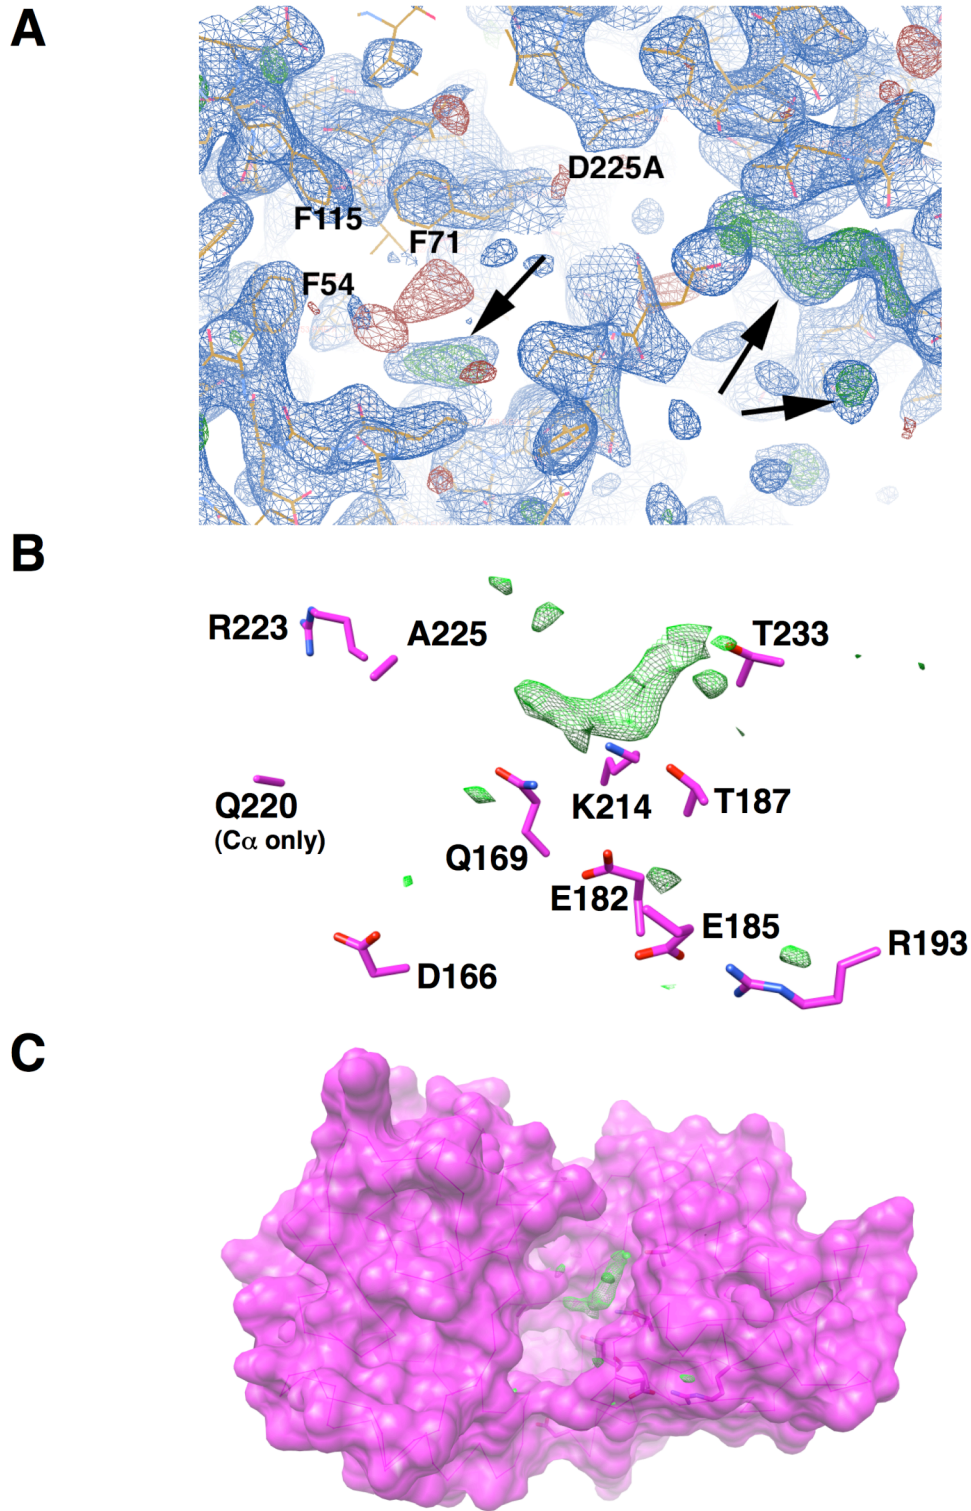 A
D225A
F115
F71
F54
B
R223
A225
T233
Q220
(Cα only)
K214
T187
Q169
E182
E185
R193
D166
C